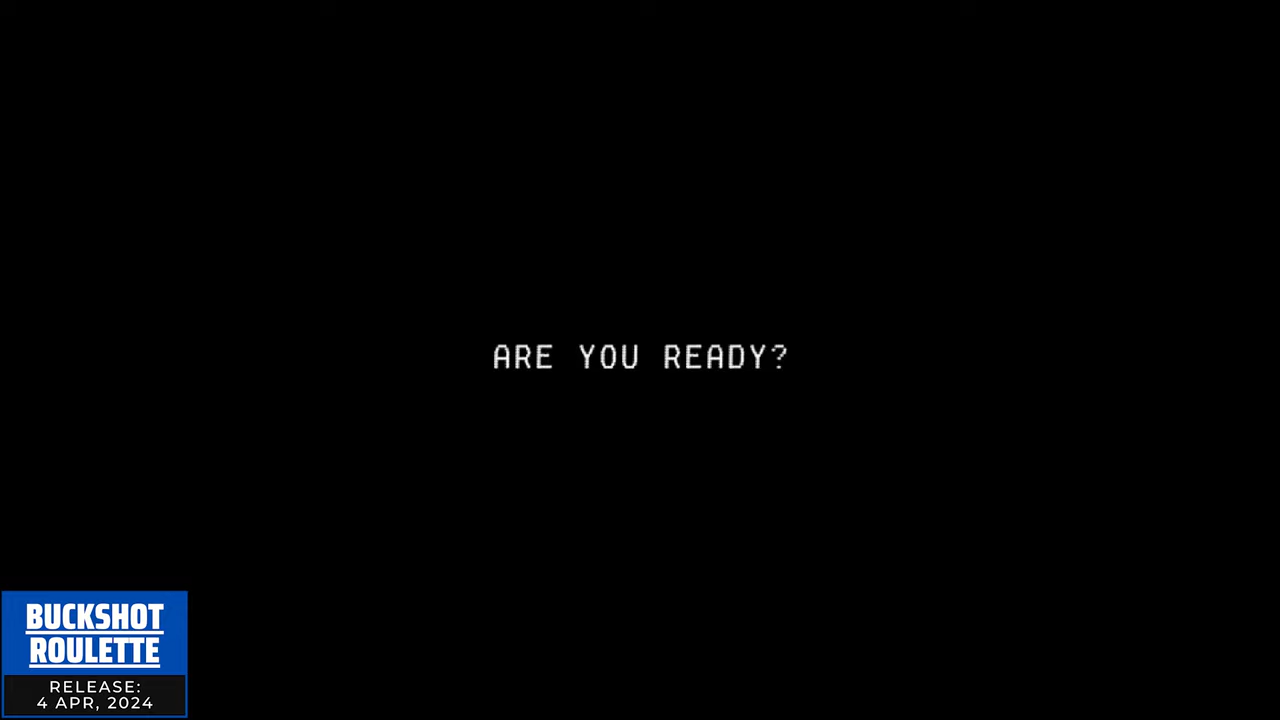 ARE YOU READY?
BUCKSHOT
ROULETTE
RELEASE:
4 APR, 2024